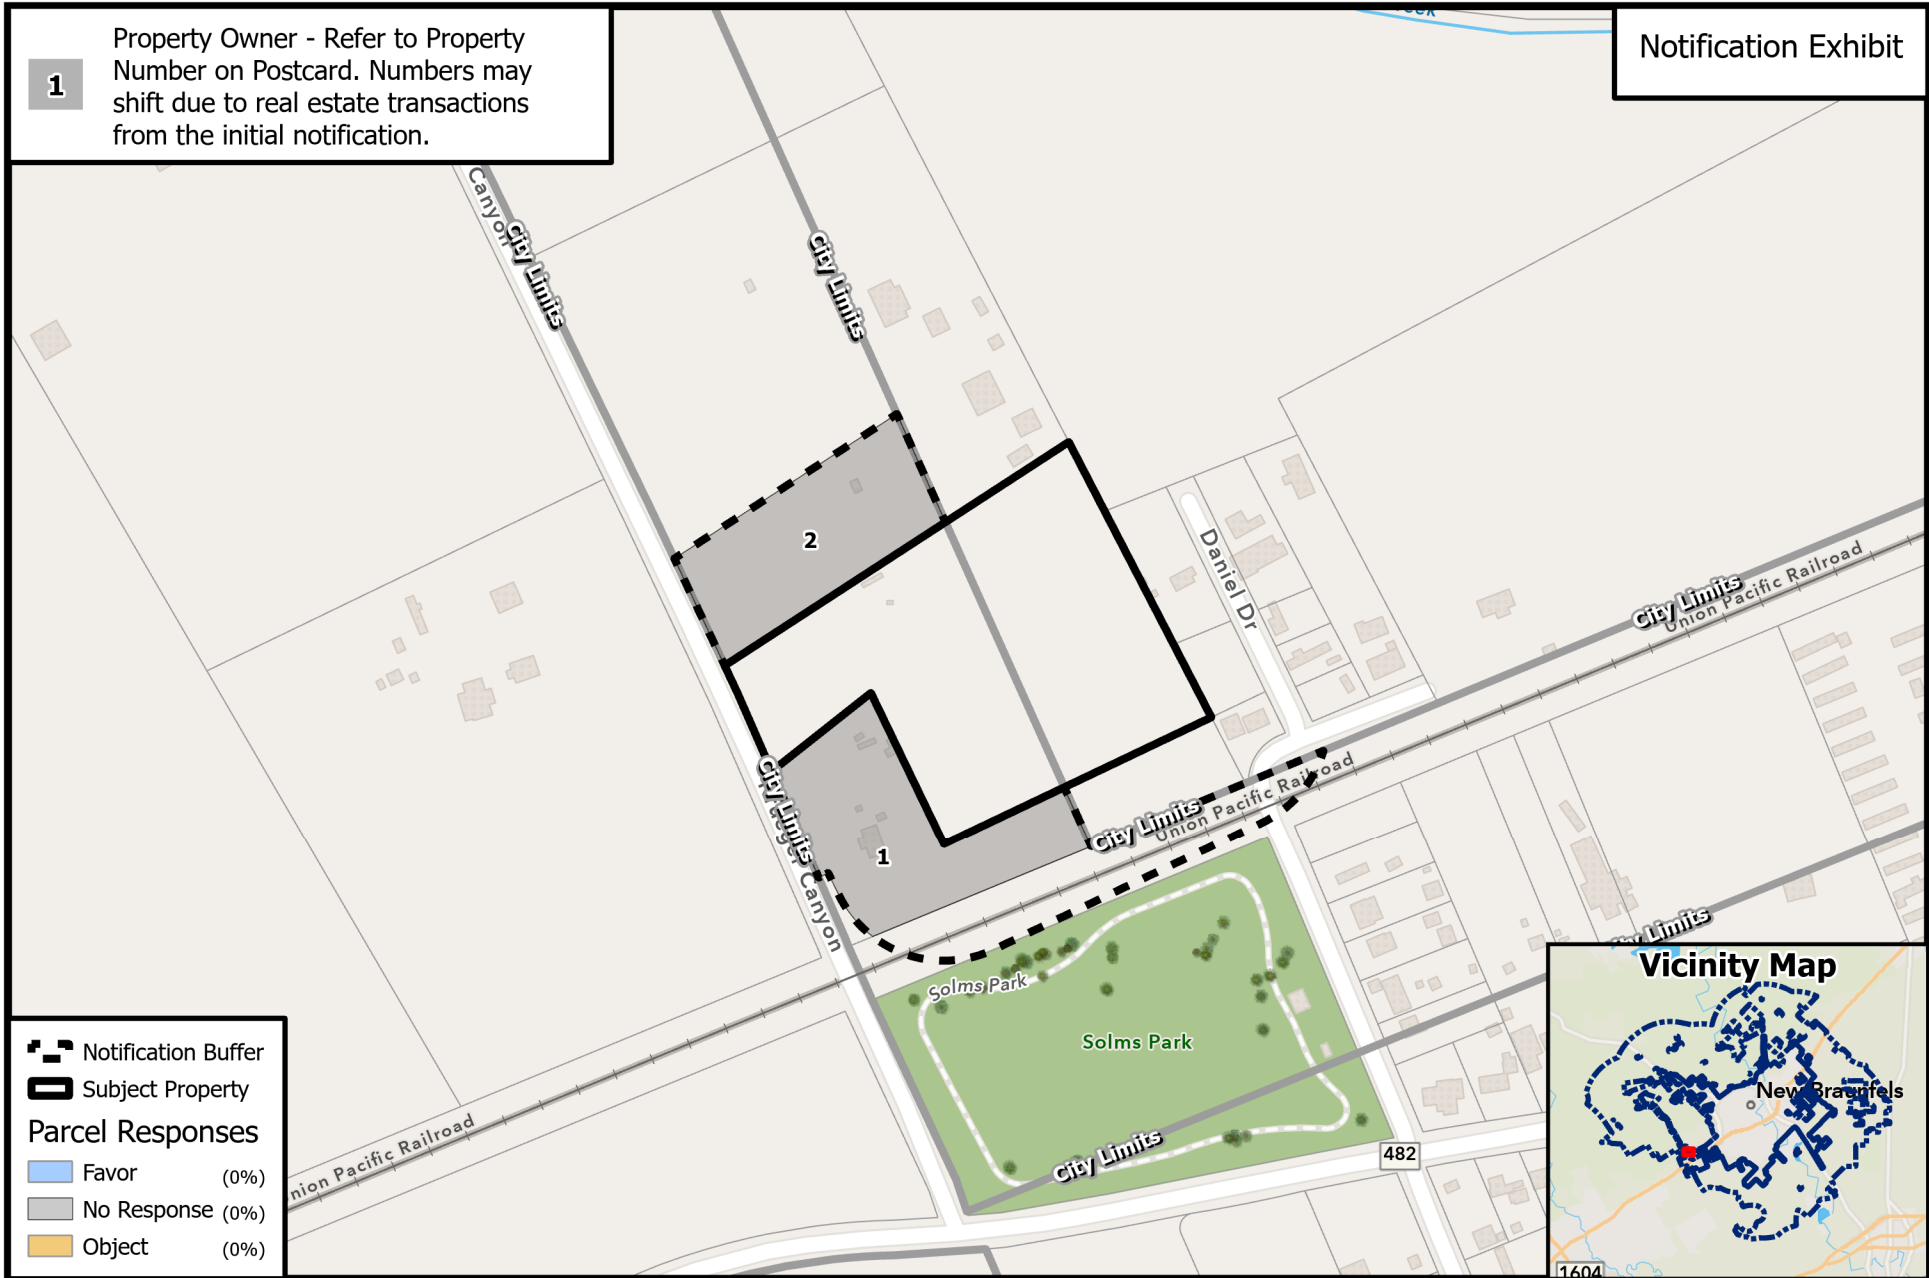 1
Property Owner - Refer to Property
Number on Postcard. Numbers may
shift due to real estate transactions
from the initial notification.
Notification Exhibit
Canyon
City Limits
City Limits
2
Daniel Dr
City Limits
Union Pacific Railroad
City Limits
Canyon
1
City Limits
Union Pacific Railroad
City Limits
Solms Park
Solms Park
City Limits
482
Union Pacific Railroad
Notification Buffer
Subject Property
Parcel Responses
Favor (0%)
No Response (0%)
Object (0%)
Vicinity Map
New Braunfels
1604